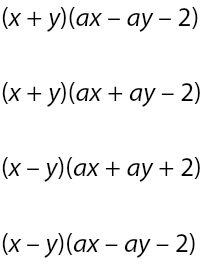 (x + y)(ax – ay – 2)
(x + y)(ax + ay – 2)
(x – y)(ax + ay + 2)
(x – y)(ax – ay – 2)